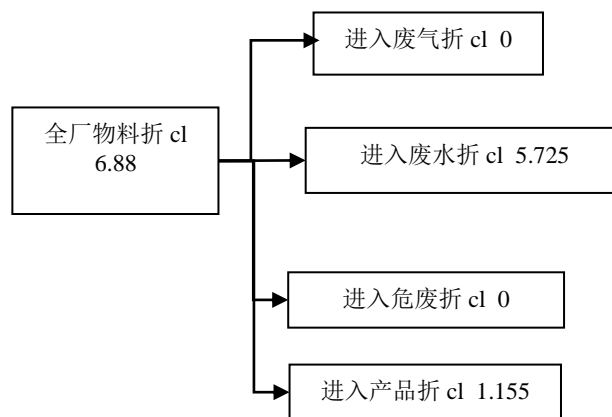 进入废气折 cl  0
全厂物料折 cl
6.88
进入废水折 cl  5.725
进入危废折 cl  0
进入产品折 cl  1.155